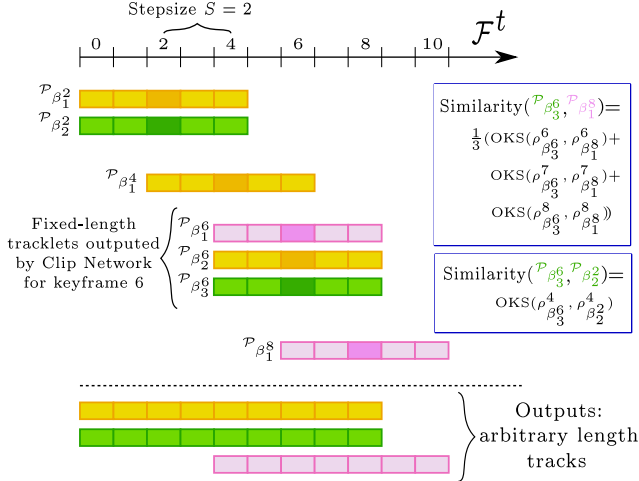 Stepsize S = 2
0 2 4 6 8 10
𝓕^t
𝒫_{β_1^2}
𝒫_{β_2^2}
𝒫_{β_1^4}
Fixed-length
tracklets outputed
by Clip Network
for keyframe 6
𝒫_{β_1^6}
𝒫_{β_2^6}
𝒫_{β_3^6}
𝒫_{β_1^8}
Similarity(𝒫_{β_3^6}, 𝒫_{β_1^8})=
1/3(OKS(ρ^6_{β_3^6}, ρ^6_{β_1^8})+
OKS(ρ^7_{β_3^6}, ρ^7_{β_1^8})+
OKS(ρ^8_{β_3^6}, ρ^8_{β_1^8}))
Similarity(𝒫_{β_3^6}, 𝒫_{β_2^2})=
OKS(ρ^4_{β_3^6}, ρ^4_{β_2^2})
Outputs:
arbitrary length
tracks